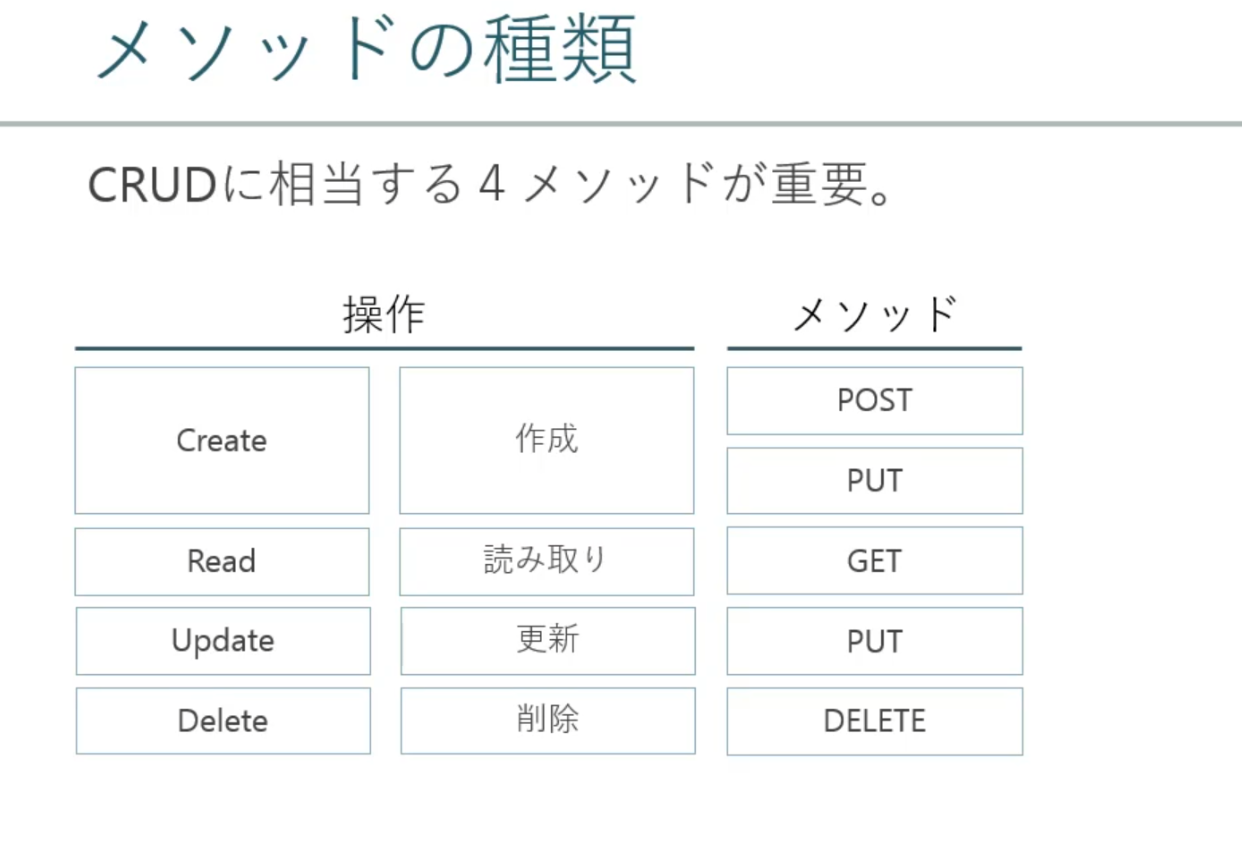 メソッドの種類
CRUDに相当する４メソッドが重要。
操作 メソッド
Create 作成 POST
PUT
Read 読み取り GET
Update 更新 PUT
Delete 削除 DELETE